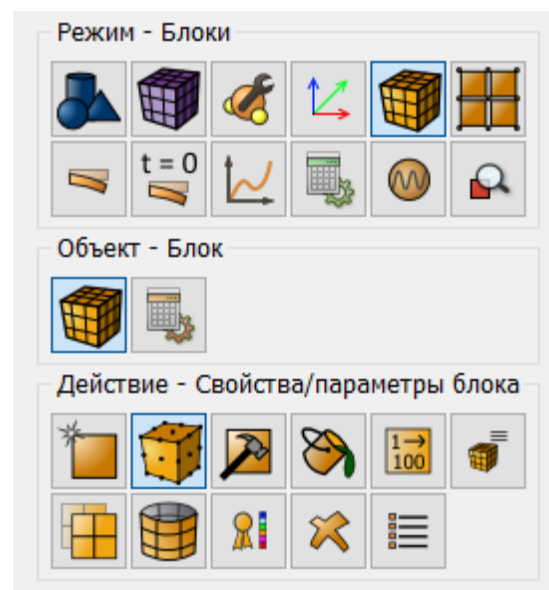 Режим - Блоки
t = 0
Объект - Блок
Действие - Свойства/параметры блока
1→
100